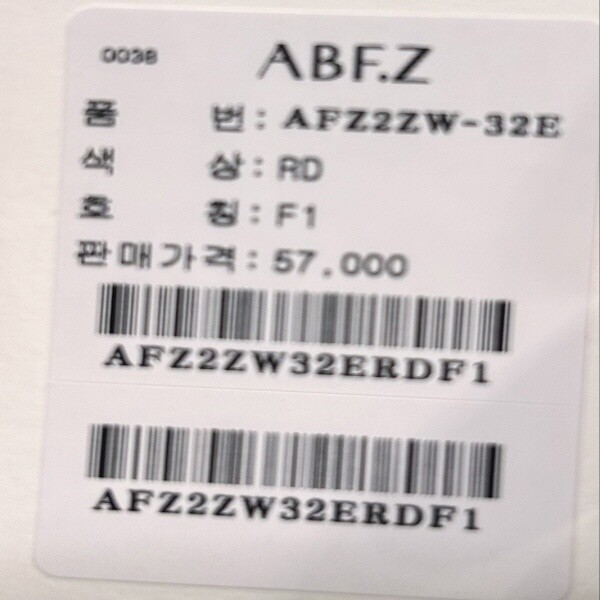 0038
ABF.Z
품 번 : AFZ2ZW-32E
색 상 : RD
호 칭 : F1
판매가격 : 57,000
AFZ2ZW32ERDF1
AFZ2ZW32ERDF1